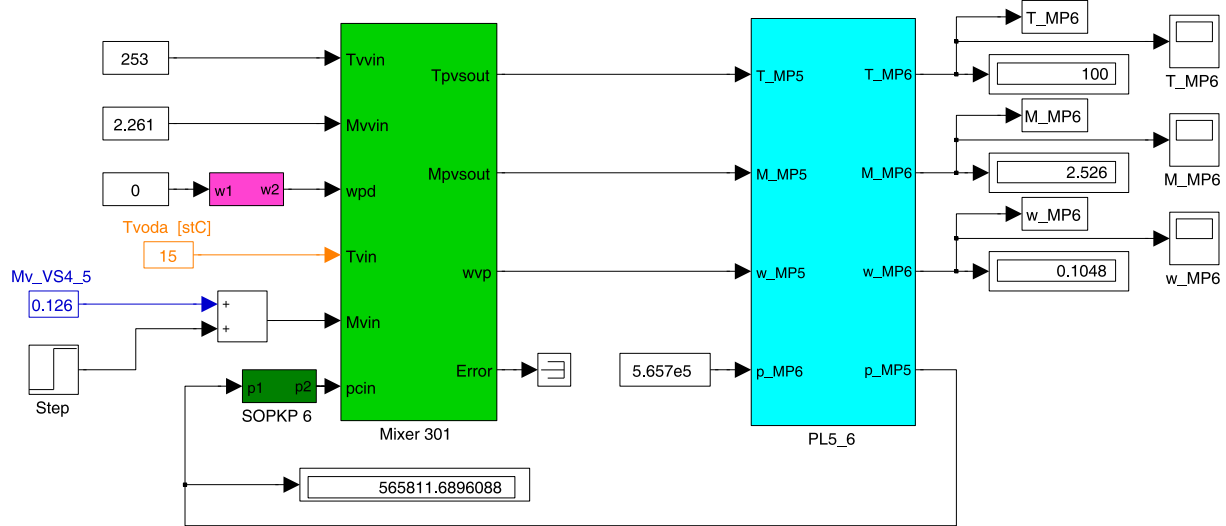 253
2.261
0
w1 w2
Tvoda [stC]
15
Mv_VS4_5
0.126
+
+
Step
p1 p2
SOPKP 6
565811.6896088
Tvvin
Mvvin
wpd
Tvin
Mvin
pcin
Tpvsout
Mpvsout
wvp
Error
Mixer 301
5.657e5
T_MP5
M_MP5
w_MP5
p_MP6
T_MP6
M_MP6
w_MP6
p_MP5
PL5_6
T_MP6
100
T_MP6
M_MP6
2.526
M_MP6
w_MP6
0.1048
w_MP6